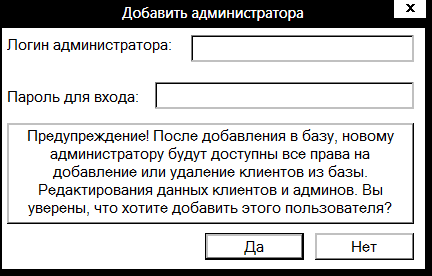 Добавить администратора
x
Логин администратора:
Пароль для входа:
Предупреждение! После добавления в базу, новому
администратору будут доступны все права на
добавление или удаление клиентов из базы.
Редактирования данных клиентов и админов. Вы
уверены, что хотите добавить этого пользователя?
Да Нет